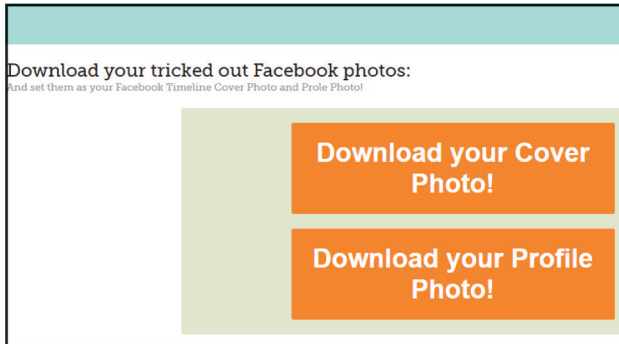 Download your tricked out Facebook photos:
And set them as your Facebook Timeline Cover Photo and Prole Photo!
Download your Cover
Photo!
Download your Profile
Photo!